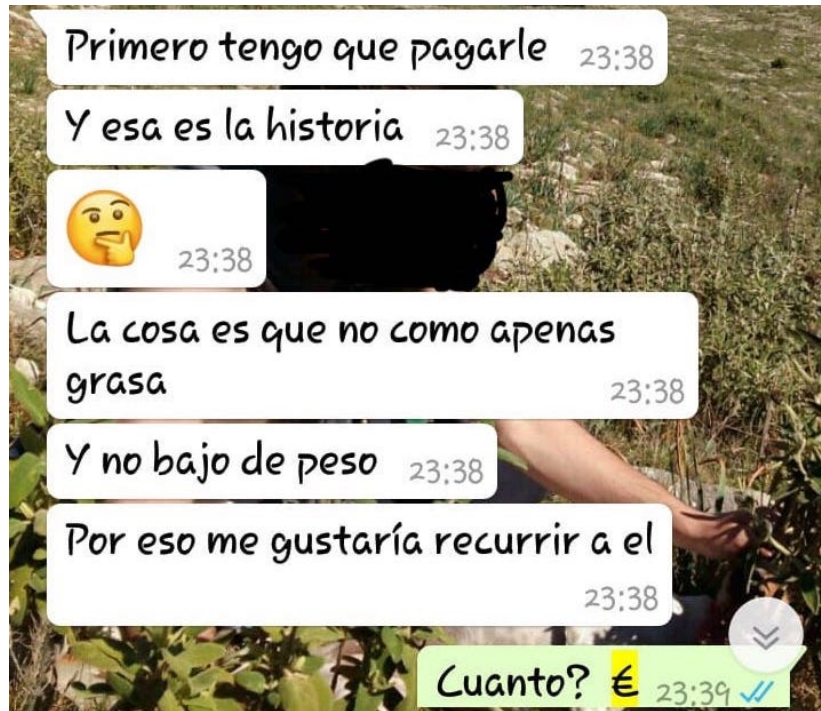 Primero tengo que pagarle 23:38
Y esa es la historia 23:38
🤔 23:38
La cosa es que no como apenas
grasa 23:38
Y no bajo de peso 23:38
Por eso me gustaría recurrir a el
23:38
Cuanto? € 23:39